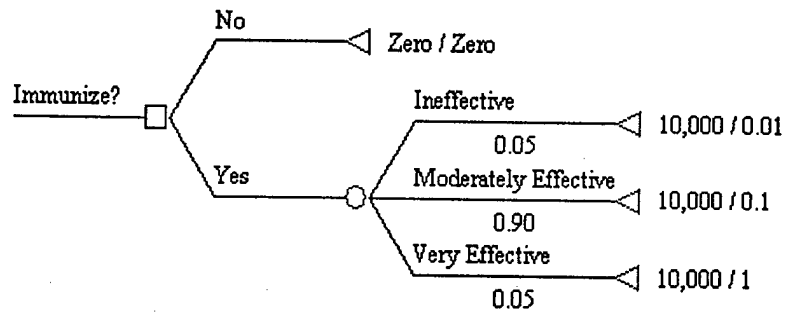 No
Zero / Zero
Immunize?
Ineffective
10,000 / 0.01
0.05
Yes
Moderately Effective
10,000 / 0.1
0.90
Very Effective
10,000 / 1
0.05